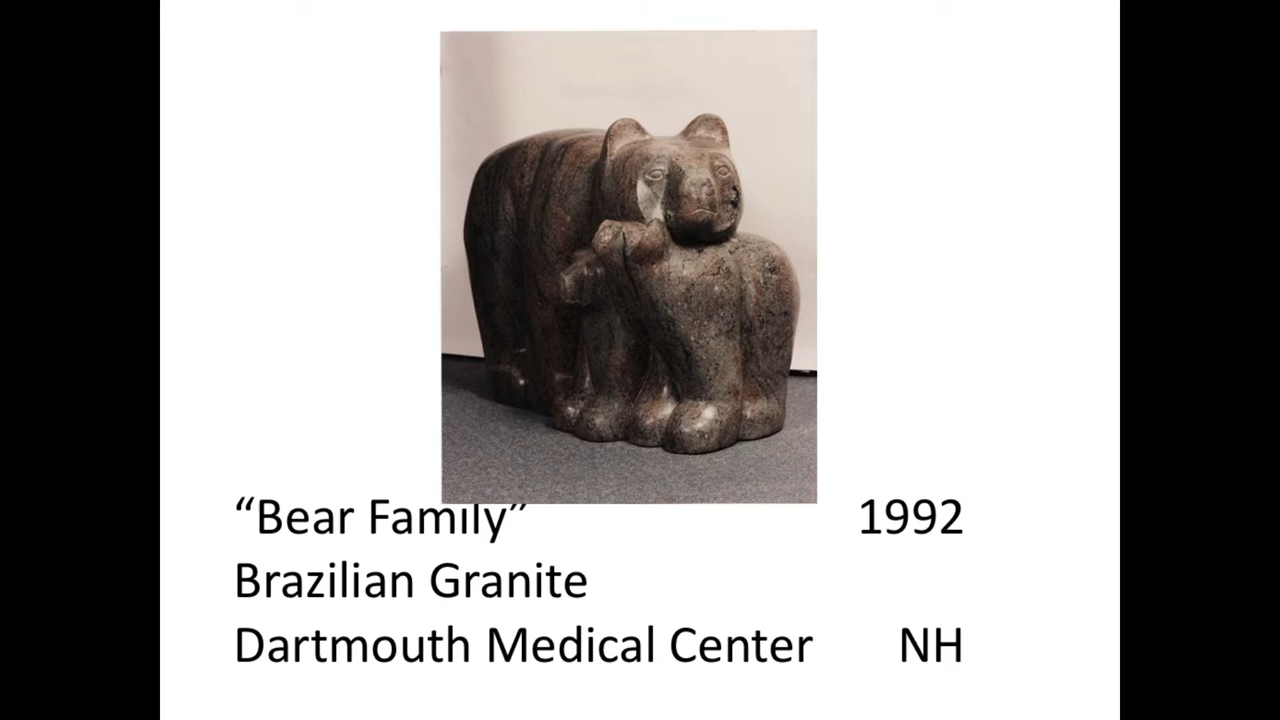 “Bear Family” 1992
Brazilian Granite
Dartmouth Medical Center NH